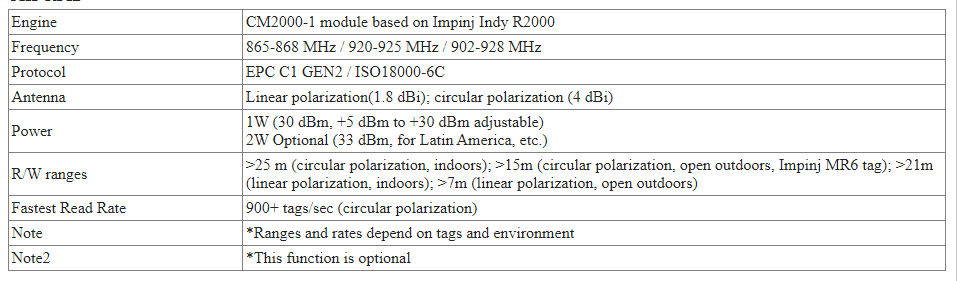 Engine CM2000-1 module based on Impinj Indy R2000
Frequency 865-868 MHz / 920-925 MHz / 902-928 MHz
Protocol EPC C1 GEN2 / ISO18000-6C
Antenna Linear polarization(1.8 dBi); circular polarization (4 dBi)
Power 1W (30 dBm, +5 dBm to +30 dBm adjustable)
2W Optional (33 dBm, for Latin America, etc.)
R/W ranges >25 m (circular polarization, indoors); >15m (circular polarization, open outdoors, Impinj MR6 tag); >21m
(linear polarization, indoors); >7m (linear polarization, open outdoors)
Fastest Read Rate 900+ tags/sec (circular polarization)
Note *Ranges and rates depend on tags and environment
Note2 *This function is optional